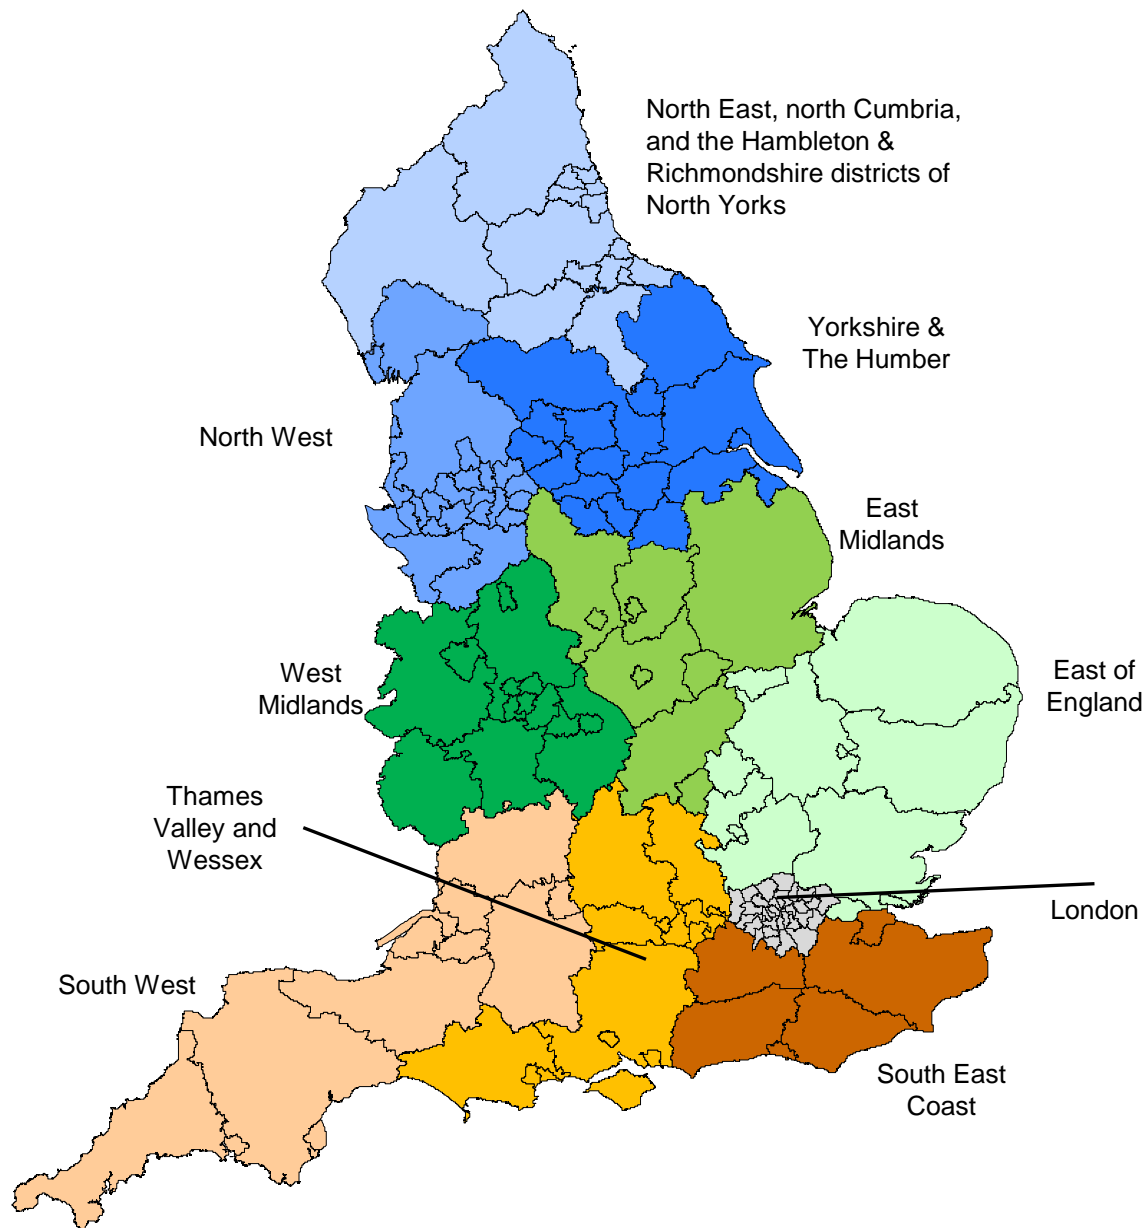 North East, north Cumbria,
and the Hambleton &
Richmondshire districts of
North Yorks
Yorkshire &
The Humber
North West
East
Midlands
West
Midlands
East of
England
Thames
Valley and
Wessex
London
South West
South East
Coast